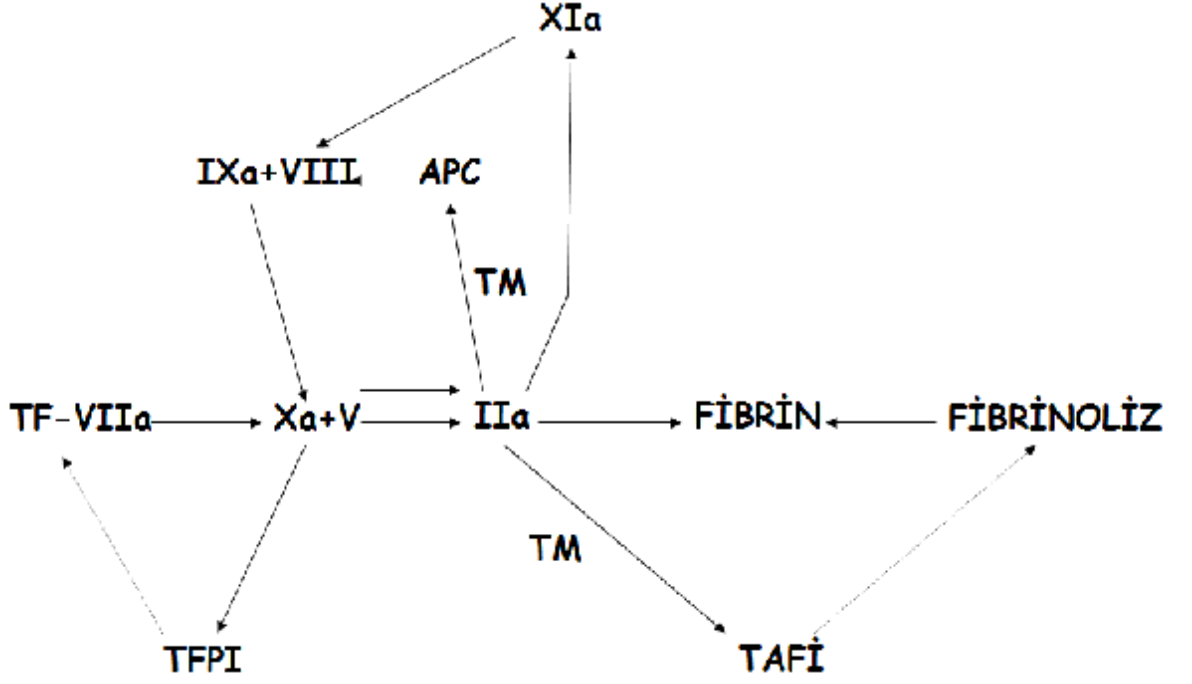 XIa
IXa+VIIL APC
TM
TF-VIIa Xa+V IIa FİBRİN FİBRİNOLİZ
TM
TFPI TAFİ